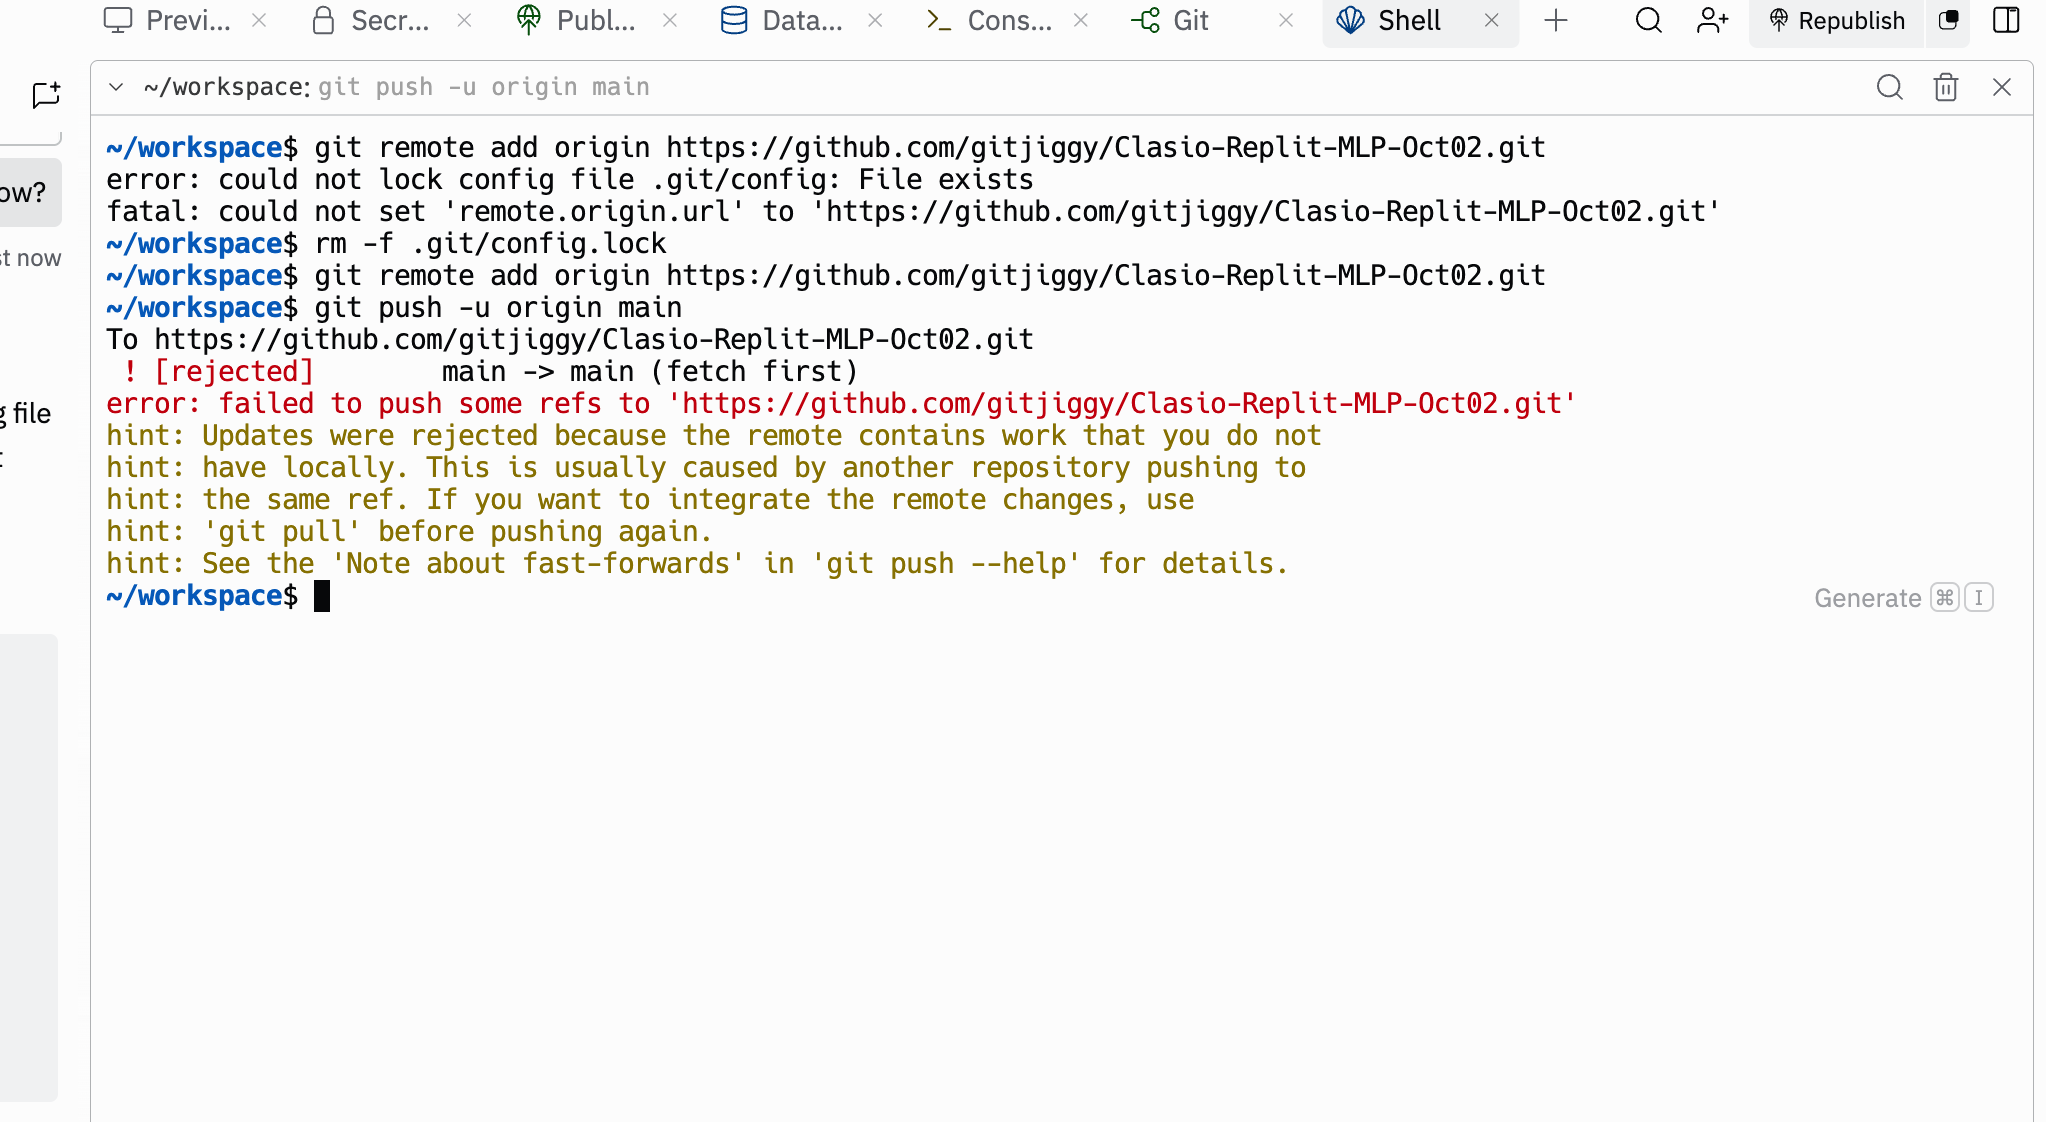 Previ...
Secr...
Publ...
Data...
Cons...
Git
Shell
Republish
~/workspace: git push -u origin main
ow?
st now
g file
~/workspace$ git remote add origin https://github.com/gitjiggy/Clasio-Replit-MLP-Oct02.git
error: could not lock config file .git/config: File exists
fatal: could not set 'remote.origin.url' to 'https://github.com/gitjiggy/Clasio-Replit-MLP-Oct02.git'
~/workspace$ rm -f .git/config.lock
~/workspace$ git remote add origin https://github.com/gitjiggy/Clasio-Replit-MLP-Oct02.git
~/workspace$ git push -u origin main
To https://github.com/gitjiggy/Clasio-Replit-MLP-Oct02.git
 ! [rejected]        main -> main (fetch first)
error: failed to push some refs to 'https://github.com/gitjiggy/Clasio-Replit-MLP-Oct02.git'
hint: Updates were rejected because the remote contains work that you do not
hint: have locally. This is usually caused by another repository pushing to
hint: the same ref. If you want to integrate the remote changes, use
hint: 'git pull' before pushing again.
hint: See the 'Note about fast-forwards' in 'git push --help' for details.
~/workspace$
Generate ⌘ I